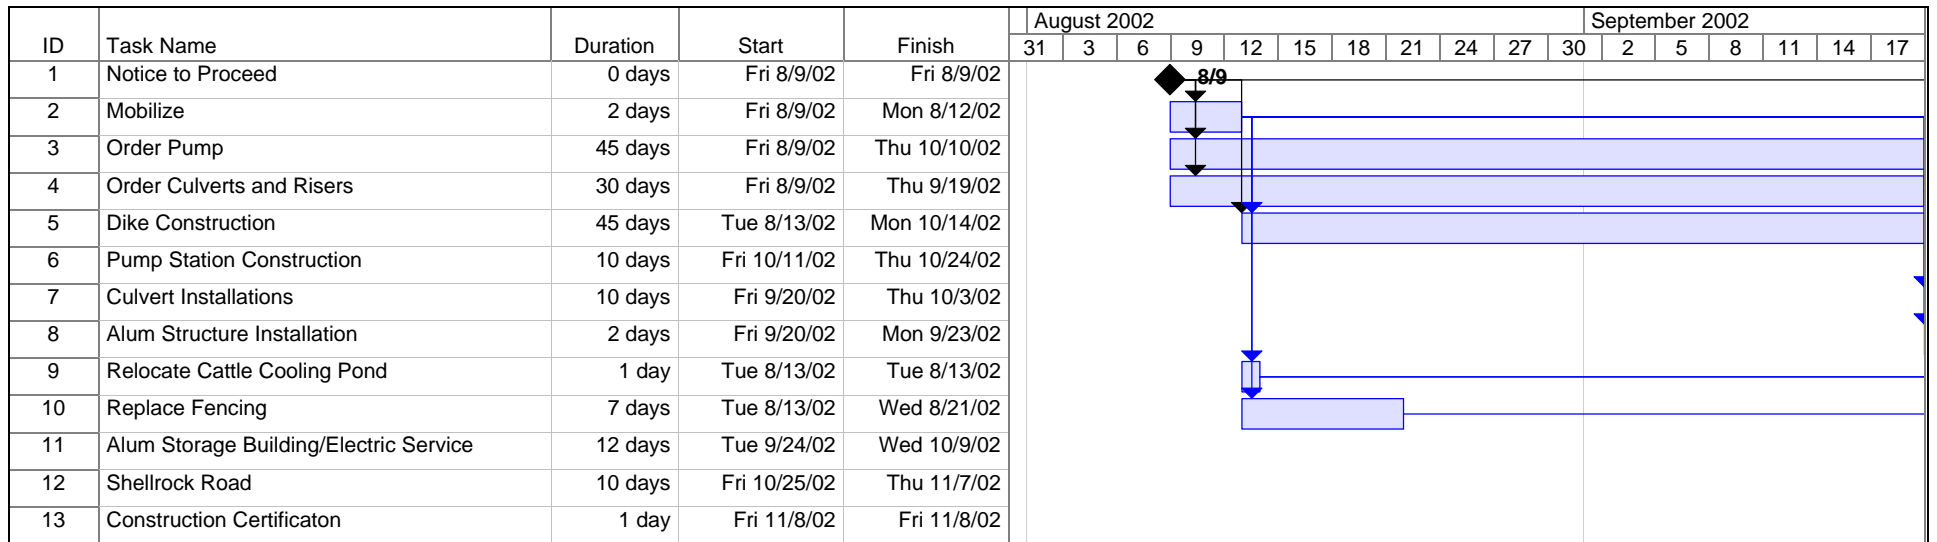 August 2002 September 2002
ID Task Name Duration Start Finish 31 3 6 9 12 15 18 21 24 27 30 2 5 8 11 14 17
1 Notice to Proceed 0 days Fri 8/9/02 Fri 8/9/02 8/9
2 Mobilize 2 days Fri 8/9/02 Mon 8/12/02
3 Order Pump 45 days Fri 8/9/02 Thu 10/10/02
4 Order Culverts and Risers 30 days Fri 8/9/02 Thu 9/19/02
5 Dike Construction 45 days Tue 8/13/02 Mon 10/14/02
6 Pump Station Construction 10 days Fri 10/11/02 Thu 10/24/02
7 Culvert Installations 10 days Fri 9/20/02 Thu 10/3/02
8 Alum Structure Installation 2 days Fri 9/20/02 Mon 9/23/02
9 Relocate Cattle Cooling Pond 1 day Tue 8/13/02 Tue 8/13/02
10 Replace Fencing 7 days Tue 8/13/02 Wed 8/21/02
11 Alum Storage Building/Electric Service 12 days Tue 9/24/02 Wed 10/9/02
12 Shellrock Road 10 days Fri 10/25/02 Thu 11/7/02
13 Construction Certificaton 1 day Fri 11/8/02 Fri 11/8/02